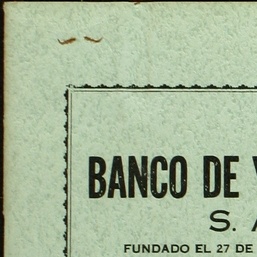 BANCO DE
S.
FUNDADO EL 27 DE